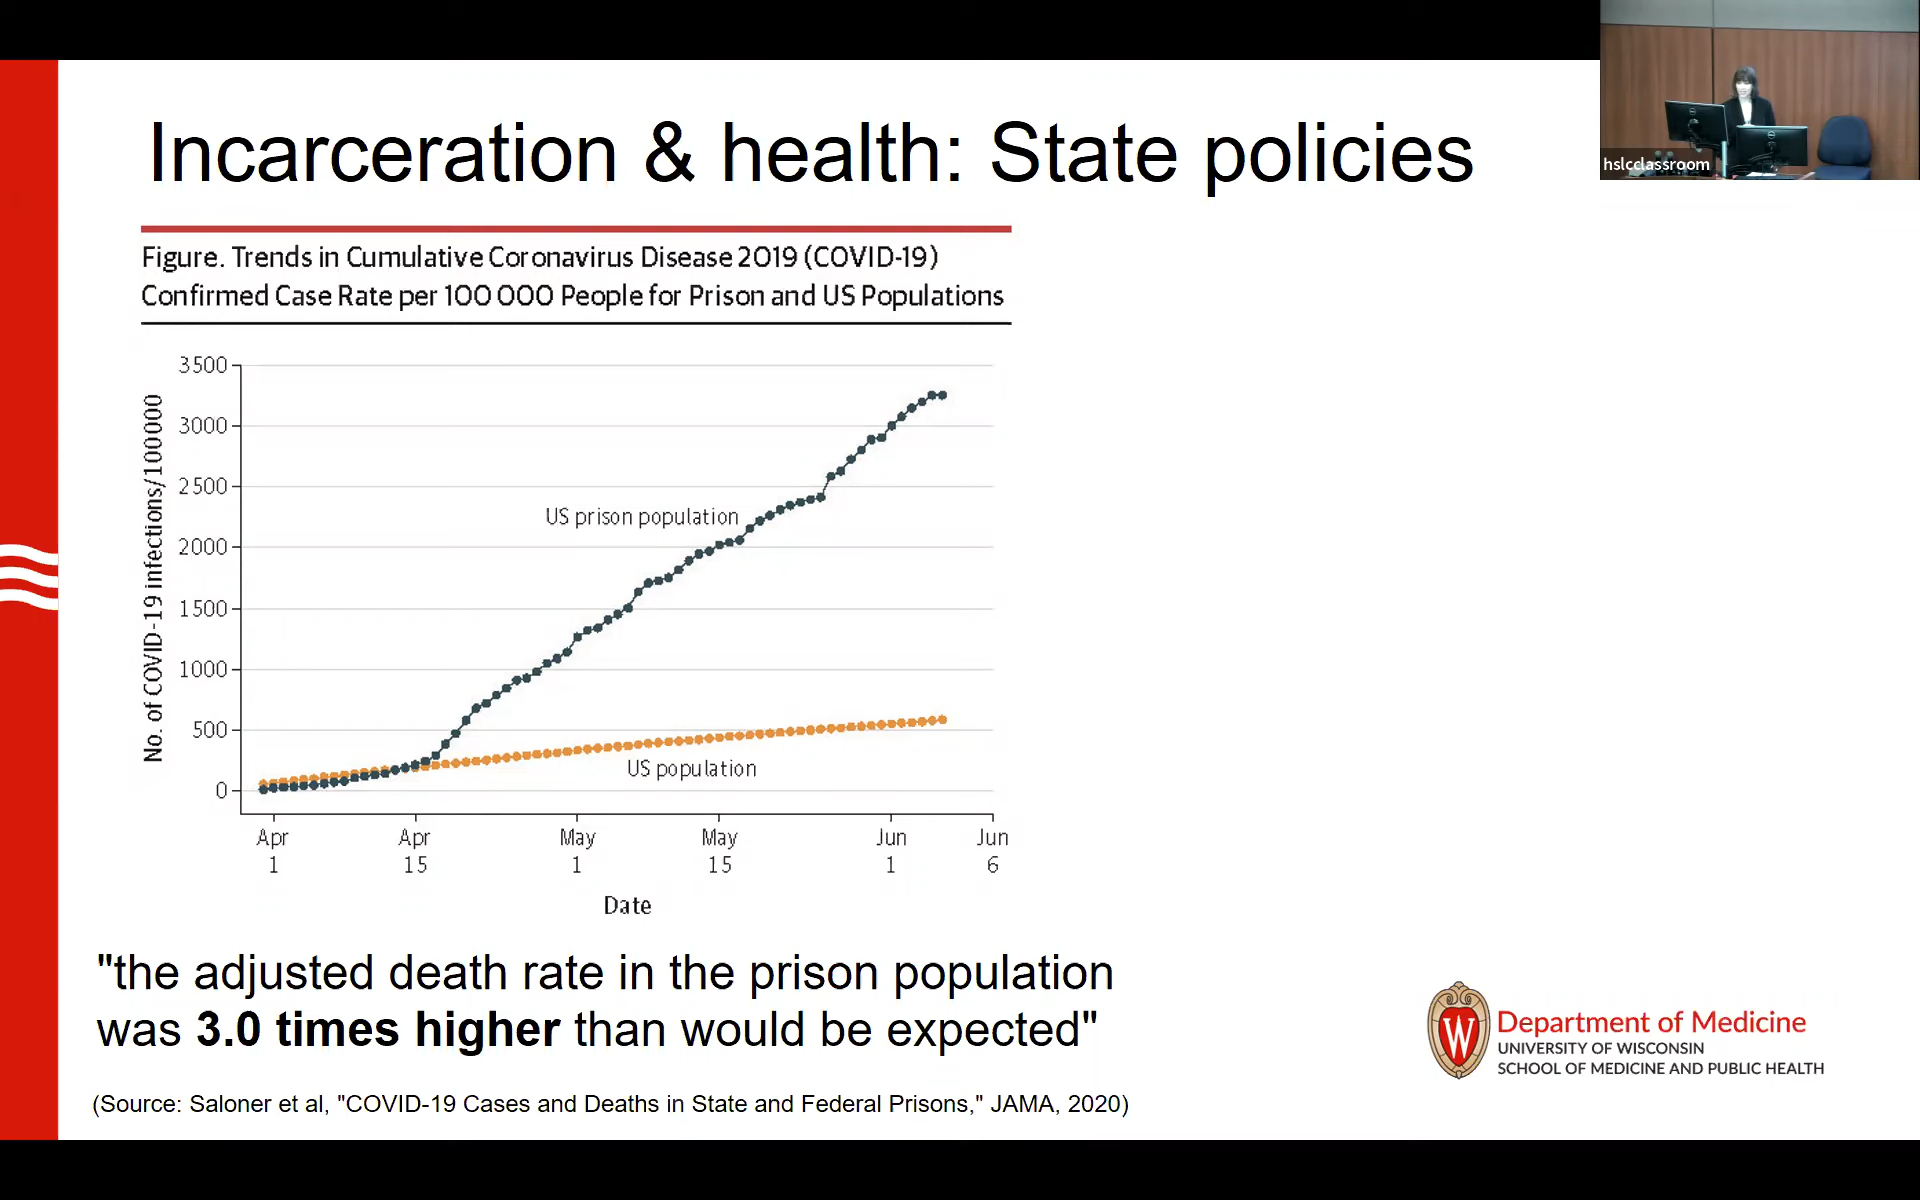 Incarceration & health: State policies
hslcclassroom
Figure. Trends in Cumulative Coronavirus Disease 2019 (COVID-19)
Confirmed Case Rate per 100 000 People for Prison and US Populations
No. of COVID-19 infections/100000
3500
3000
2500
2000
1500
1000
500
0
US prison population
US population
Apr 1
Apr 15
May 1
May 15
Jun 1
Jun 6
Date
"the adjusted death rate in the prison population
was 3.0 times higher than would be expected"
(Source: Saloner et al, "COVID-19 Cases and Deaths in State and Federal Prisons," JAMA, 2020)
W
Department of Medicine
UNIVERSITY OF WISCONSIN
SCHOOL OF MEDICINE AND PUBLIC HEALTH